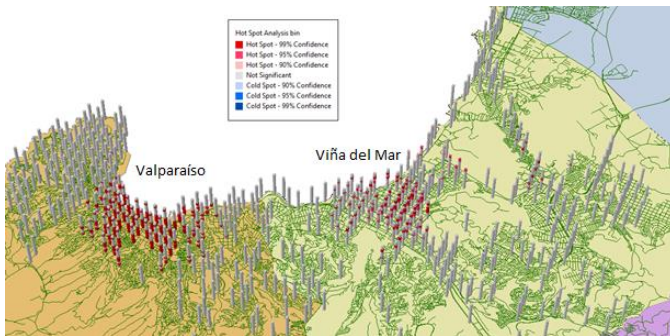 Hot Spot Analysis bin
Hot Spot - 99% Confidence
Hot Spot - 95% Confidence
Hot Spot - 90% Confidence
Not Significant
Cold Spot - 90% Confidence
Cold Spot - 95% Confidence
Cold Spot - 99% Confidence
Viña del Mar
Valparaíso